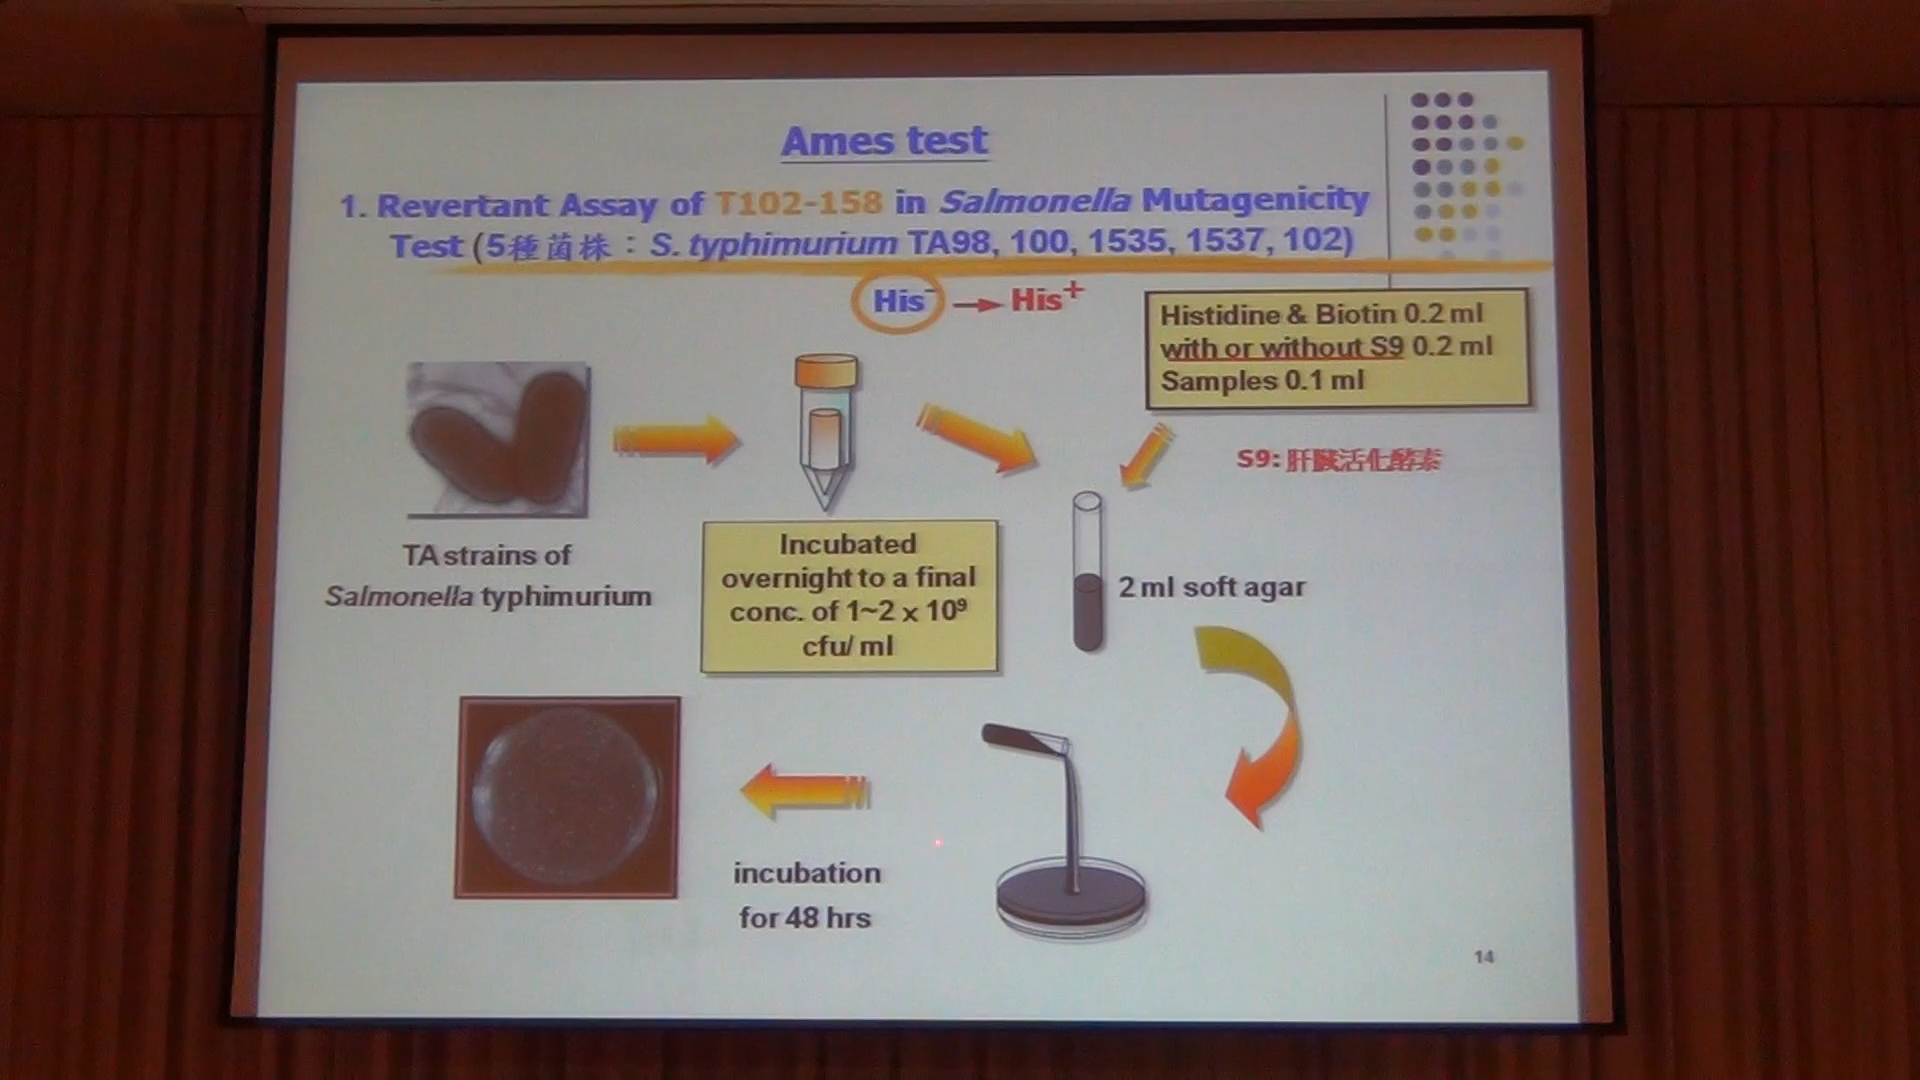 Ames test
1. Revertant Assay of T102-158 in Salmonella Mutagenicity
Test (5種菌株：S. typhimurium TA98, 100, 1535, 1537, 102)
His⁻ → His⁺
Histidine & Biotin 0.2 ml
with or without S9 0.2 ml
Samples 0.1 ml
S9: 肝臟活化酵素
TA strains of
Salmonella typhimurium
Incubated
overnight to a final
conc. of 1~2 x 10⁹
cfu/ ml
2 ml soft agar
incubation
for 48 hrs
14